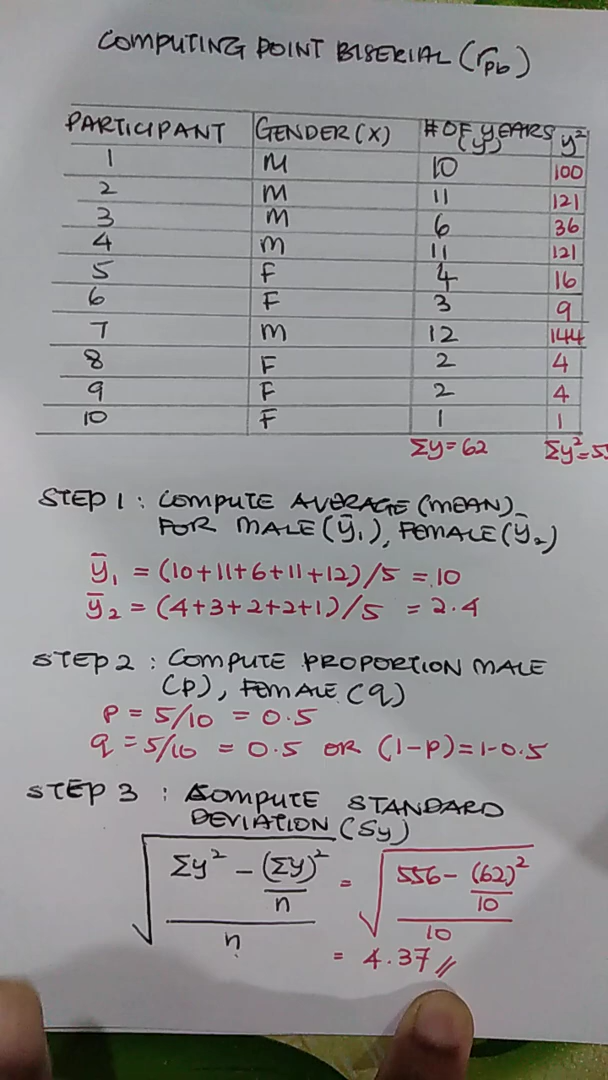 COMPUTING POINT BISERIAL (rpb)
PARTICIPANT GENDER (X) # OF YEARS (y) y²
1 M 10 100
2 M 11 121
3 M 6 36
4 M 11 121
5 F 4 16
6 F 3 9
7 M 12 144
8 F 2 4
9 F 2 4
10 F 1 1
Σy = 62 Σy² = 55
STEP 1 : COMPUTE AVERAGE (MEAN)
FOR MALE (ȳ₁), FEMALE (ȳ₂)
ȳ₁ = (10+11+6+11+12)/5 = 10
ȳ₂ = (4+3+2+2+1)/5 = 2.4
STEP 2 : COMPUTE PROPORTION MALE
(P), FEMALE (q)
P = 5/10 = 0.5
q = 5/10 = 0.5 OR (1-P) = 1-0.5
STEP 3 : COMPUTE STANDARD
DEVIATION (Sy)
√((Σy² - (Σy)²/n)/n) = √((556 - (62)²/10)/10)
= 4.37 //